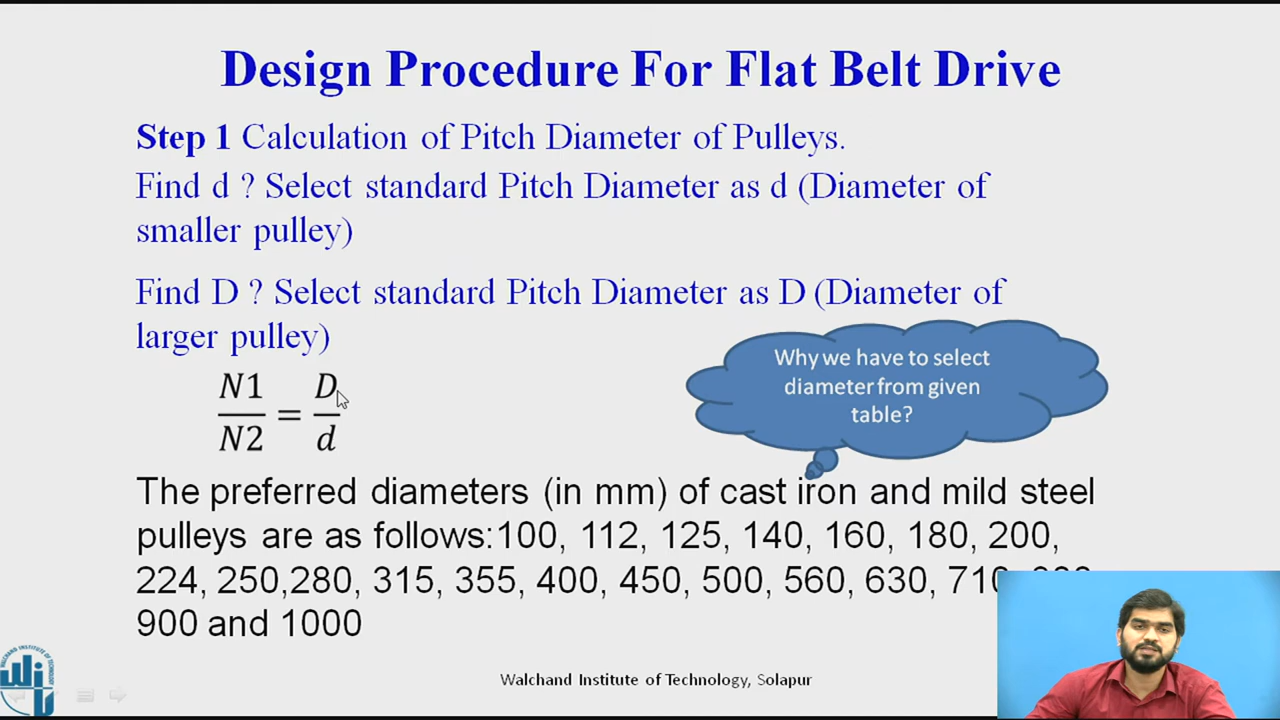 Design Procedure For Flat Belt Drive
Step 1 Calculation of Pitch Diameter of Pulleys.
Find d ? Select standard Pitch Diameter as d (Diameter of
smaller pulley)
Find D ? Select standard Pitch Diameter as D (Diameter of
larger pulley)
N1/N2 = D/d
Why we have to select
diameter from given
table?
The preferred diameters (in mm) of cast iron and mild steel
pulleys are as follows:100, 112, 125, 140, 160, 180, 200,
224, 250,280, 315, 355, 400, 450, 500, 560, 630, 710,
900 and 1000
WALCHAND INSTITUTE OF TECHNOLOGY
Walchand Institute of Technology, Solapur